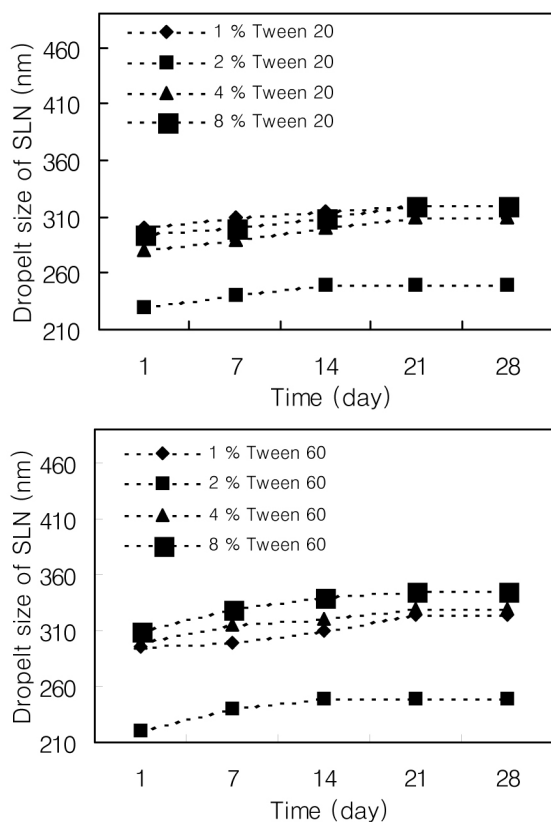 Dropelt size of SLN (nm)
460
410
360
310
260
210
1 % Tween 20
2 % Tween 20
4 % Tween 20
8 % Tween 20
1 7 14 21 28
Time (day)
Dropelt size of SLN (nm)
460
410
360
310
260
210
1 % Tween 60
2 % Tween 60
4 % Tween 60
8 % Tween 60
1 7 14 21 28
Time (day)